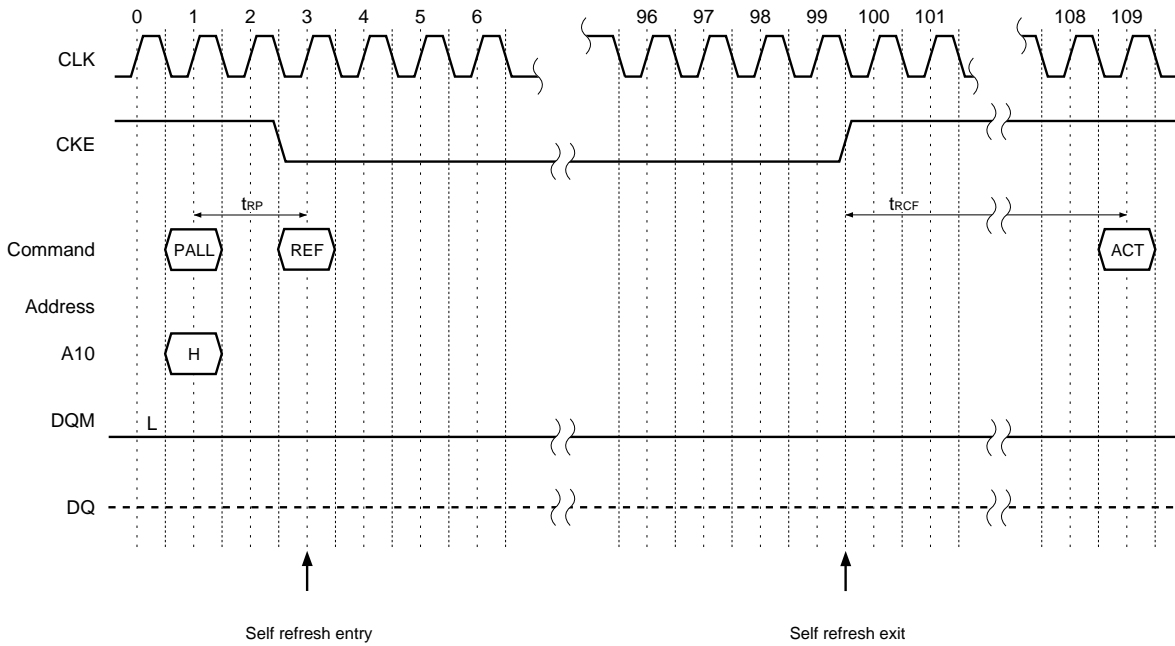 0 1 2 3 4 5 6 96 97 98 99 100 101 108 109
CLK
CKE
tRP tRCF
Command PALL REF ACT
Address
A10 H
DQM L
DQ
Self refresh entry Self refresh exit